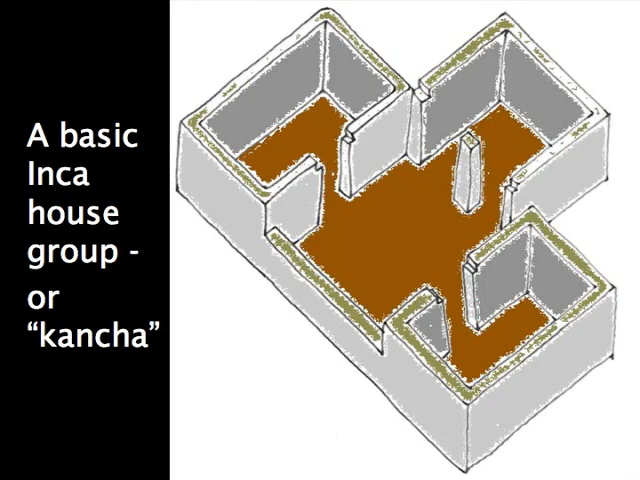 A basic
Inca
house
group -
or
“kancha”